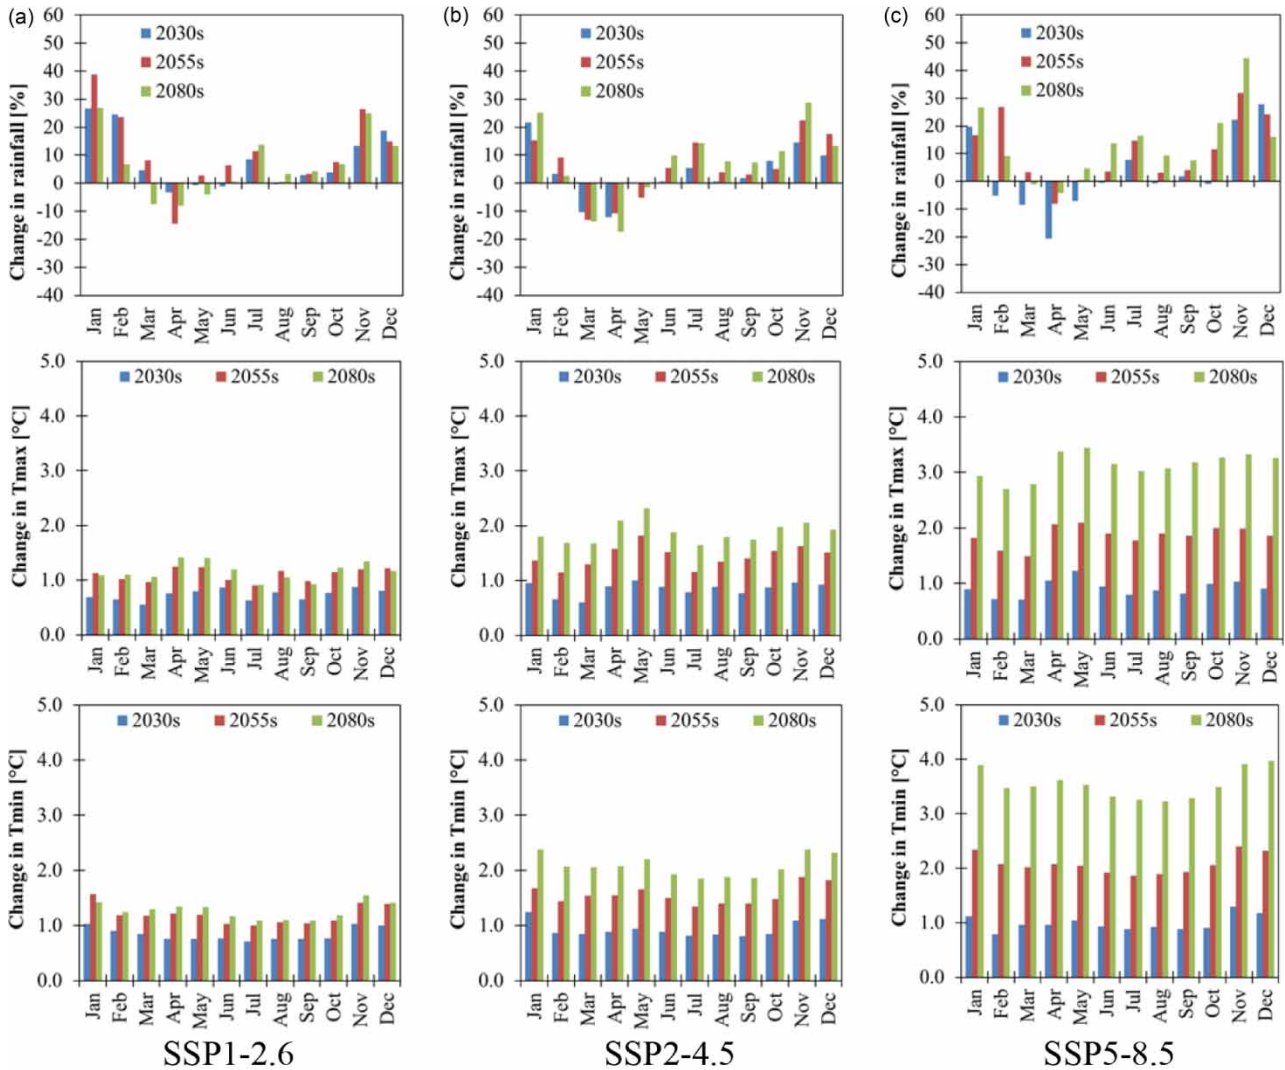 (a)
Change in rainfall [%]
60
50
40
30
20
10
0
-10
-20
-30
-40
2030s
2055s
2080s
Jan Feb Mar Apr May Jun Jul Aug Sep Oct Nov Dec
(b)
Change in rainfall [%]
60
50
40
30
20
10
0
-10
-20
-30
-40
2030s
2055s
2080s
Jan Feb Mar Apr May Jun Jul Aug Sep Oct Nov Dec
(c)
Change in rainfall [%]
60
50
40
30
20
10
0
-10
-20
-30
-40
2030s
2055s
2080s
Jan Feb Mar Apr May Jun Jul Aug Sep Oct Nov Dec
Change in Tmax [°C]
5.0
4.0
3.0
2.0
1.0
0.0
2030s 2055s 2080s
Jan Feb Mar Apr May Jun Jul Aug Sep Oct Nov Dec
Change in Tmax [°C]
5.0
4.0
3.0
2.0
1.0
0.0
2030s 2055s 2080s
Jan Feb Mar Apr May Jun Jul Aug Sep Oct Nov Dec
Change in Tmax [°C]
5.0
4.0
3.0
2.0
1.0
0.0
2030s 2055s 2080s
Jan Feb Mar Apr May Jun Jul Aug Sep Oct Nov Dec
Change in Tmin [°C]
5.0
4.0
3.0
2.0
1.0
0.0
2030s 2055s 2080s
Jan Feb Mar Apr May Jun Jul Aug Sep Oct Nov Dec
Change in Tmin [°C]
5.0
4.0
3.0
2.0
1.0
0.0
2030s 2055s 2080s
Jan Feb Mar Apr May Jun Jul Aug Sep Oct Nov Dec
Change in Tmin [°C]
5.0
4.0
3.0
2.0
1.0
0.0
2030s 2055s 2080s
Jan Feb Mar Apr May Jun Jul Aug Sep Oct Nov Dec
SSP1-2.6
SSP2-4.5
SSP5-8.5